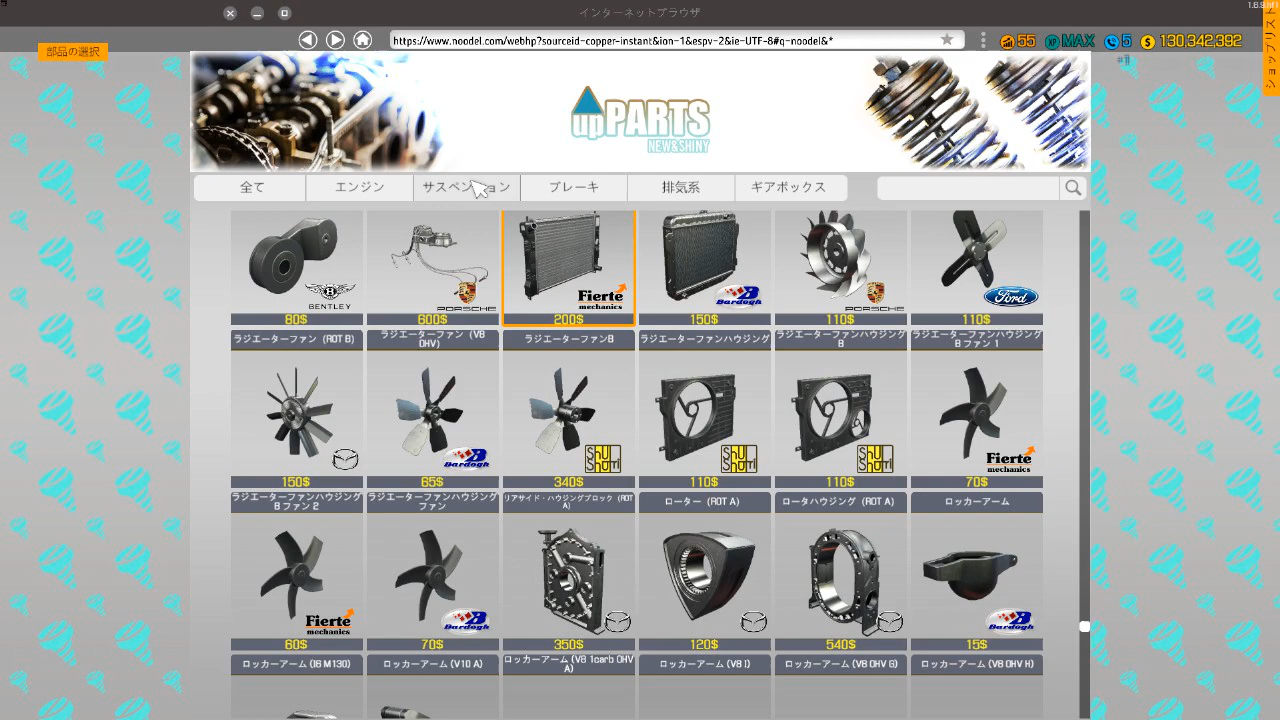 インターネットブラウザ
1.6.9.hf1
部品の選択
https://www.noodel.com/webhp?sourceid-copper-instant&ion-1&espv-2&ie-UTF-8#q-noodel&*
55
XP MAX
5
$ 130,342,392
ショップリスト
upPARTS
NEW&SHINY
全て
エンジン
サスペンション
ブレーキ
排気系
ギアボックス
BENTLEY
PORSCHE
Fierte
mechanics
Bardogh
PORSCHE
Ford
80$
600$
200$
150$
110$
110$
ラジエーターファン (ROT B)
ラジエーターファン (V8
OHV)
ラジエーターファンB
ラジエーターファンハウジング
ラジエーターファンハウジング
B
ラジエーターファンハウジング
B ファン 1
Bardogh
Shu
Shu
Shu
Shu
Shu
Shu
Fierte
mechanics
150$
65$
340$
110$
110$
70$
ラジエーターファンハウジング
B ファン 2
ラジエーターファンハウジング
ファン
リアサイド・ハウジングブロック (ROT
A)
ローター (ROT A)
ロータハウジング (ROT A)
ロッカーアーム
Fierte
mechanics
Bardogh
Bardogh
60$
70$
350$
120$
540$
15$
ロッカーアーム (I6 M130)
ロッカーアーム (V10 A)
ロッカーアーム (V8 1carb OHV
A)
ロッカーアーム (V8 I)
ロッカーアーム (V8 OHV G)
ロッカーアーム (V8 OHV H)